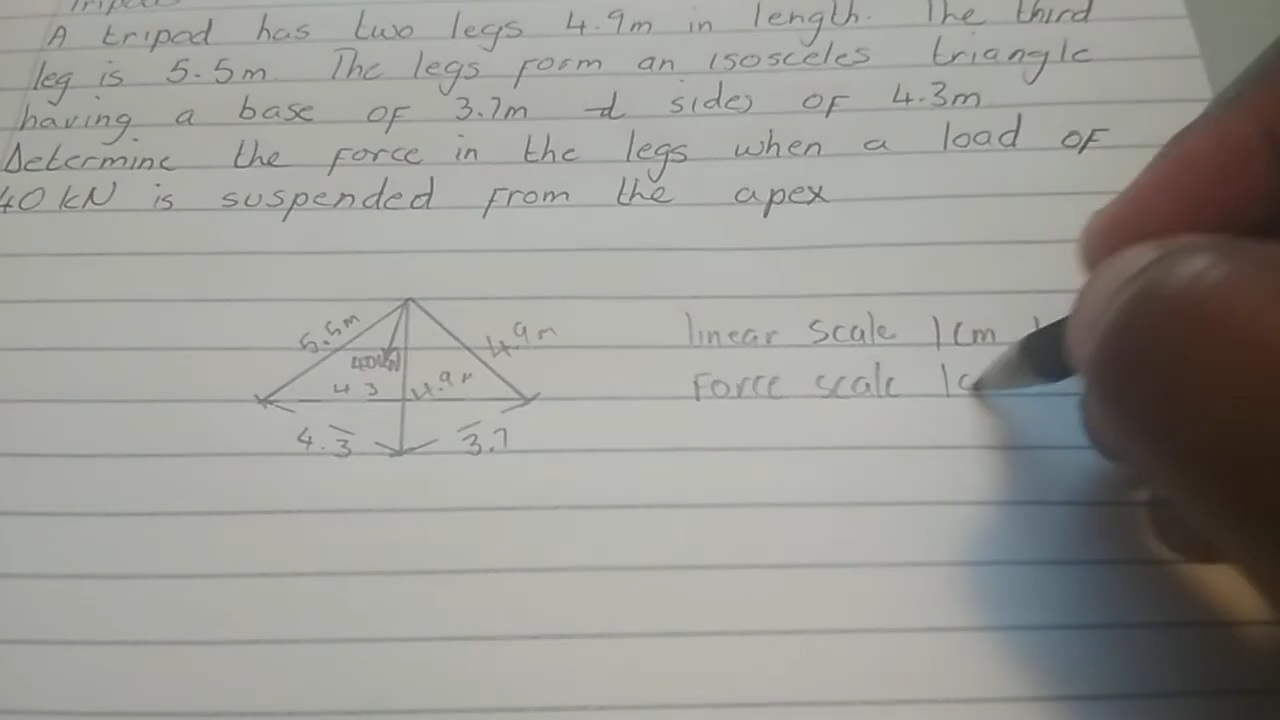 Tripods
A tripod has two legs 4.9m in length. The third
leg is 5.5m The legs form an isosceles triangle
having a base of 3.7m sides of 4.3m
Determine the force in the legs when a load of
40 kN is suspended from the apex
5.5m
4.9m
40kN
4 3
4.9m
4.3
3.7
linear scale 1cm
Force scale 1c